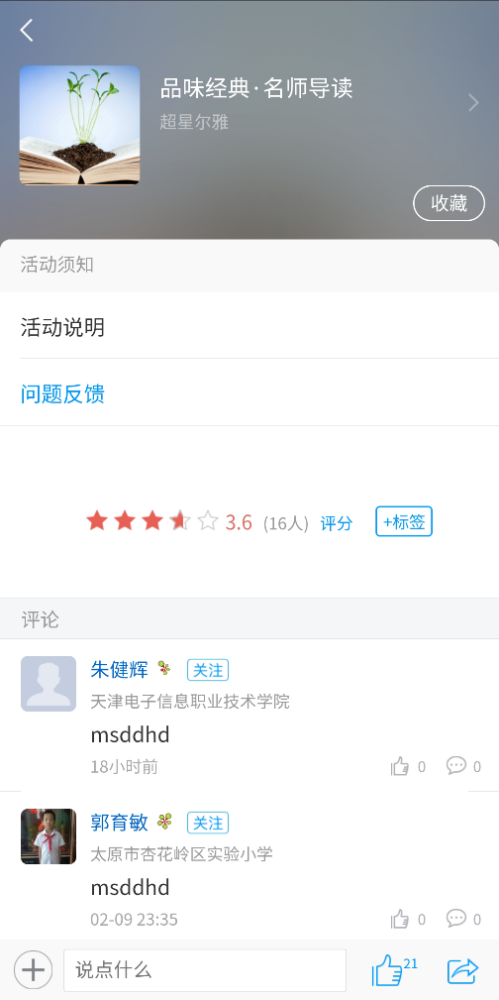 品味经典·名师导读
超星尔雅
收藏
活动须知
活动说明
问题反馈
3.6 (16人) 评分 +标签
评论
朱健辉 关注
天津电子信息职业技术学院
msddhd
18小时前 0 0
郭育敏 关注
太原市杏花岭区实验小学
msddhd
02-09 23:35 0 0
说点什么 21